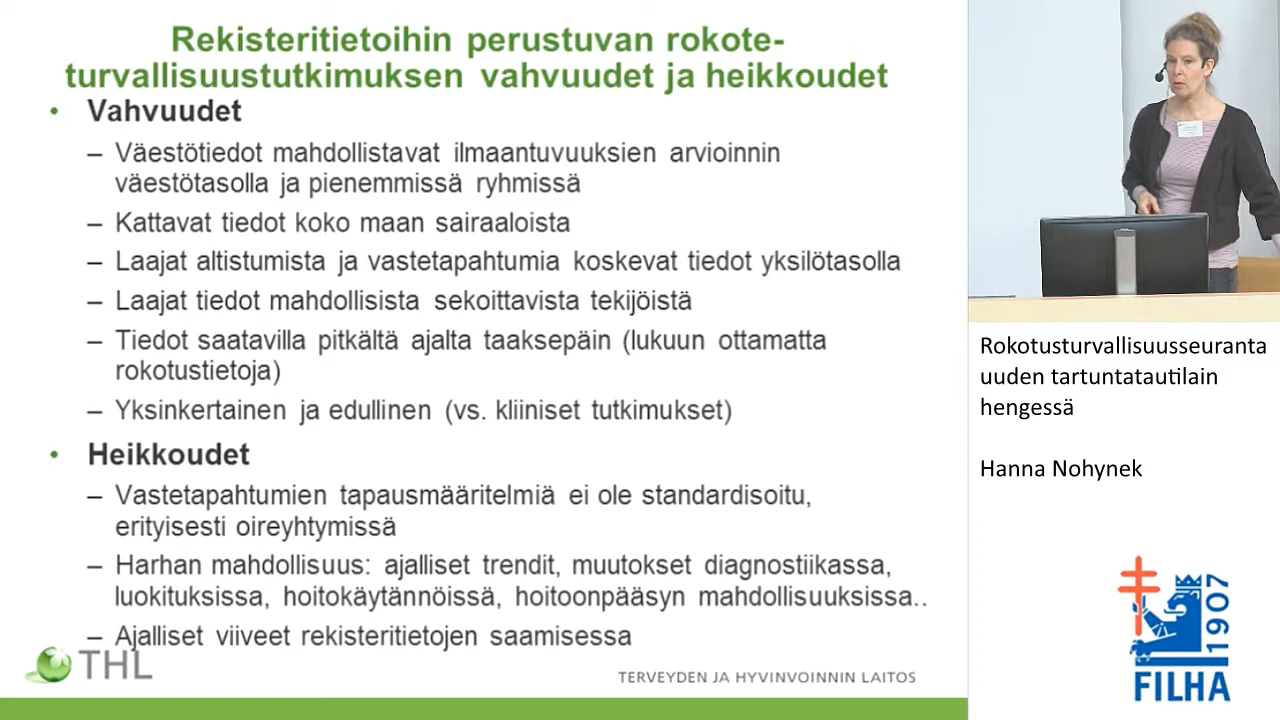 Rekisteritietoihin perustuvan rokote-
turvallisuustutkimuksen vahvuudet ja heikkoudet
• Vahvuudet
– Väestötiedot mahdollistavat ilmaantuvuuksien arvioinnin
väestötasolla ja pienemmissä ryhmissä
– Kattavat tiedot koko maan sairaaloista
– Laajat altistumista ja vastetapahtumia koskevat tiedot yksilötasolla
– Laajat tiedot mahdollisista sekoittavista tekijöistä
– Tiedot saatavilla pitkältä ajalta taaksepäin (lukuun ottamatta
rokotustietoja)
– Yksinkertainen ja edullinen (vs. kliiniset tutkimukset)
• Heikkoudet
– Vastetapahtumien tapausmääritelmiä ei ole standardisoitu,
erityisesti oireyhtymissä
– Harhan mahdollisuus: ajalliset trendit, muutokset diagnostiikassa,
luokituksissa, hoitokäytännöissä, hoitoonpääsyn mahdollisuuksissa..
– Ajalliset viiveet rekisteritietojen saamisessa
THL
TERVEYDEN JA HYVINVOINNIN LAITOS
Rokotusturvallisuusseuranta
uuden tartuntatautilain
hengessä
Hanna Nohynek
1907
FILHA